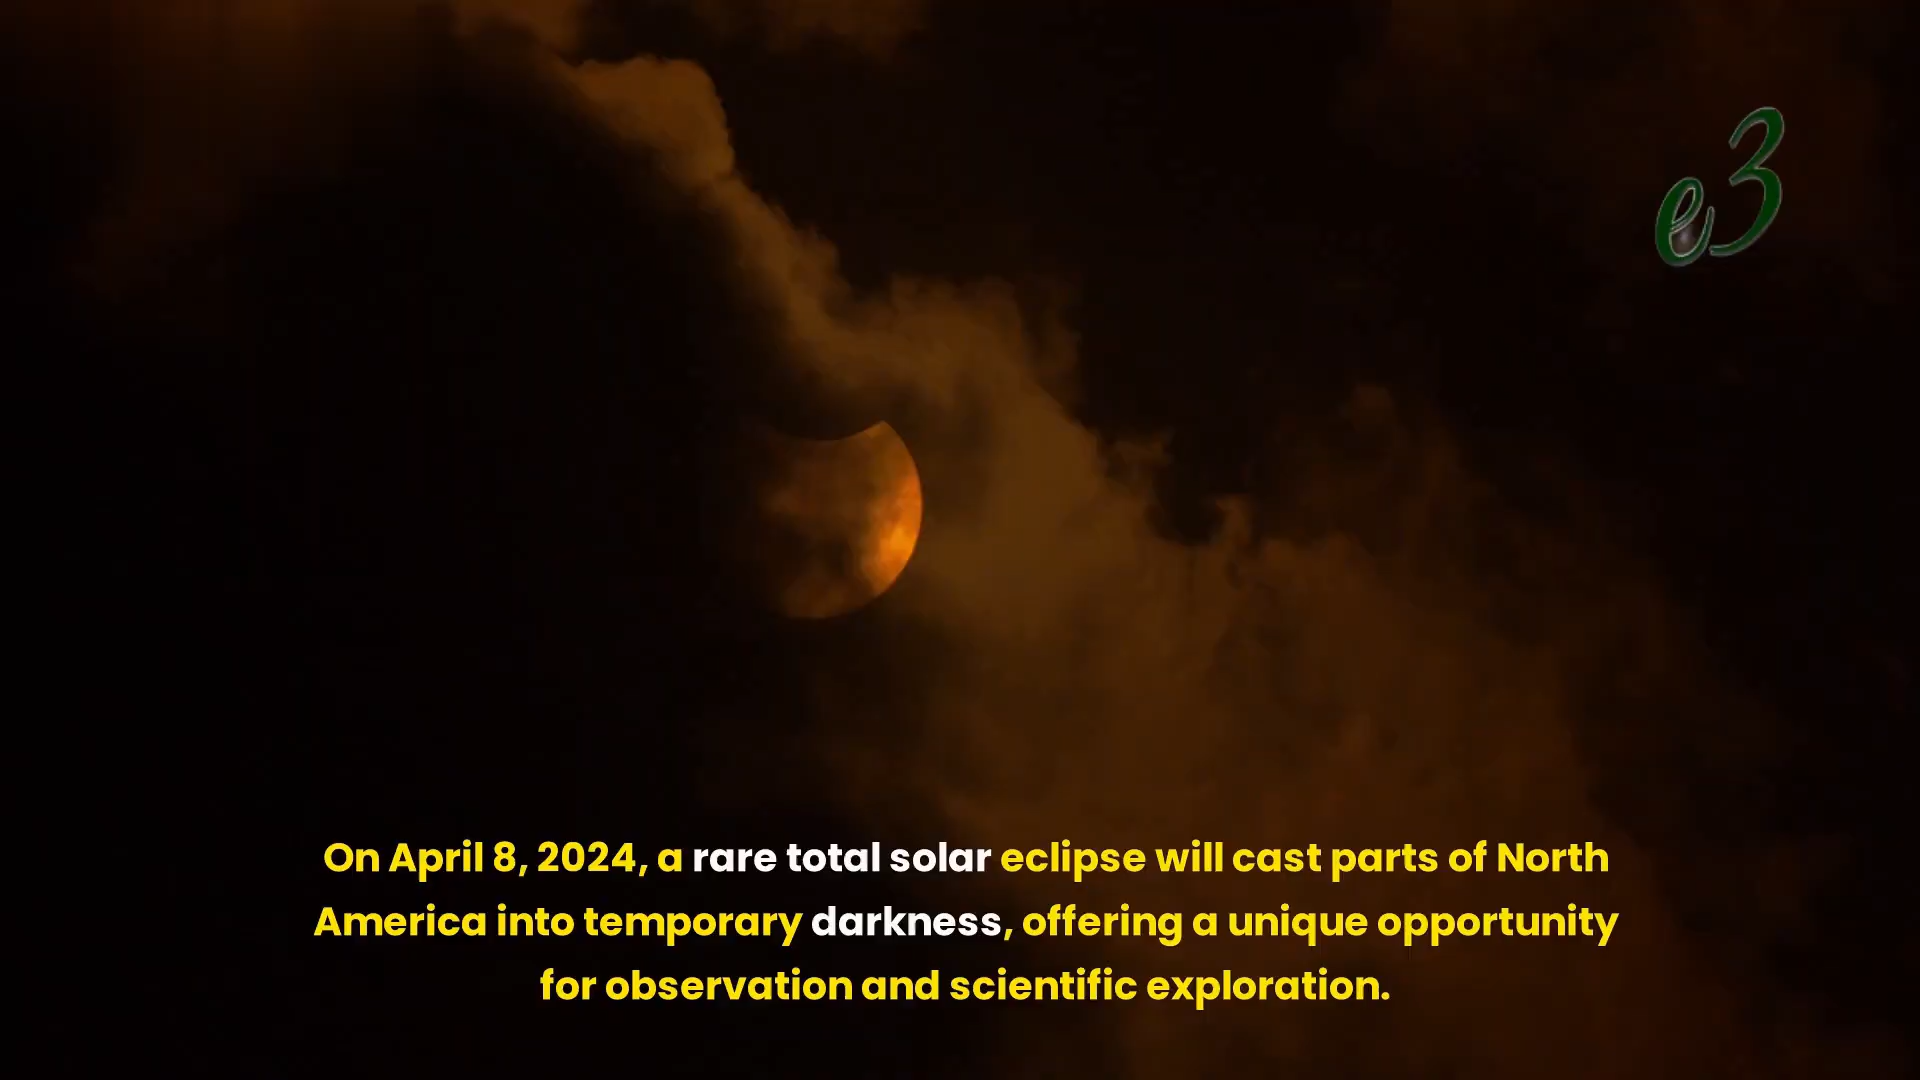 e3
On April 8, 2024, a rare total solar eclipse will cast parts of North
America into temporary darkness, offering a unique opportunity
for observation and scientific exploration.